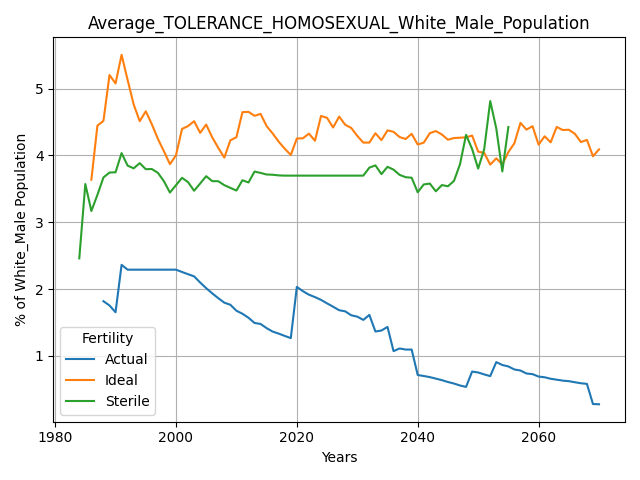 Average_TOLERANCE_HOMOSEXUAL_White_Male_Population
% of White_Male Population
5
4
3
2
1
Fertility
Actual
Ideal
Sterile
1980 2000 2020 2040 2060
Years